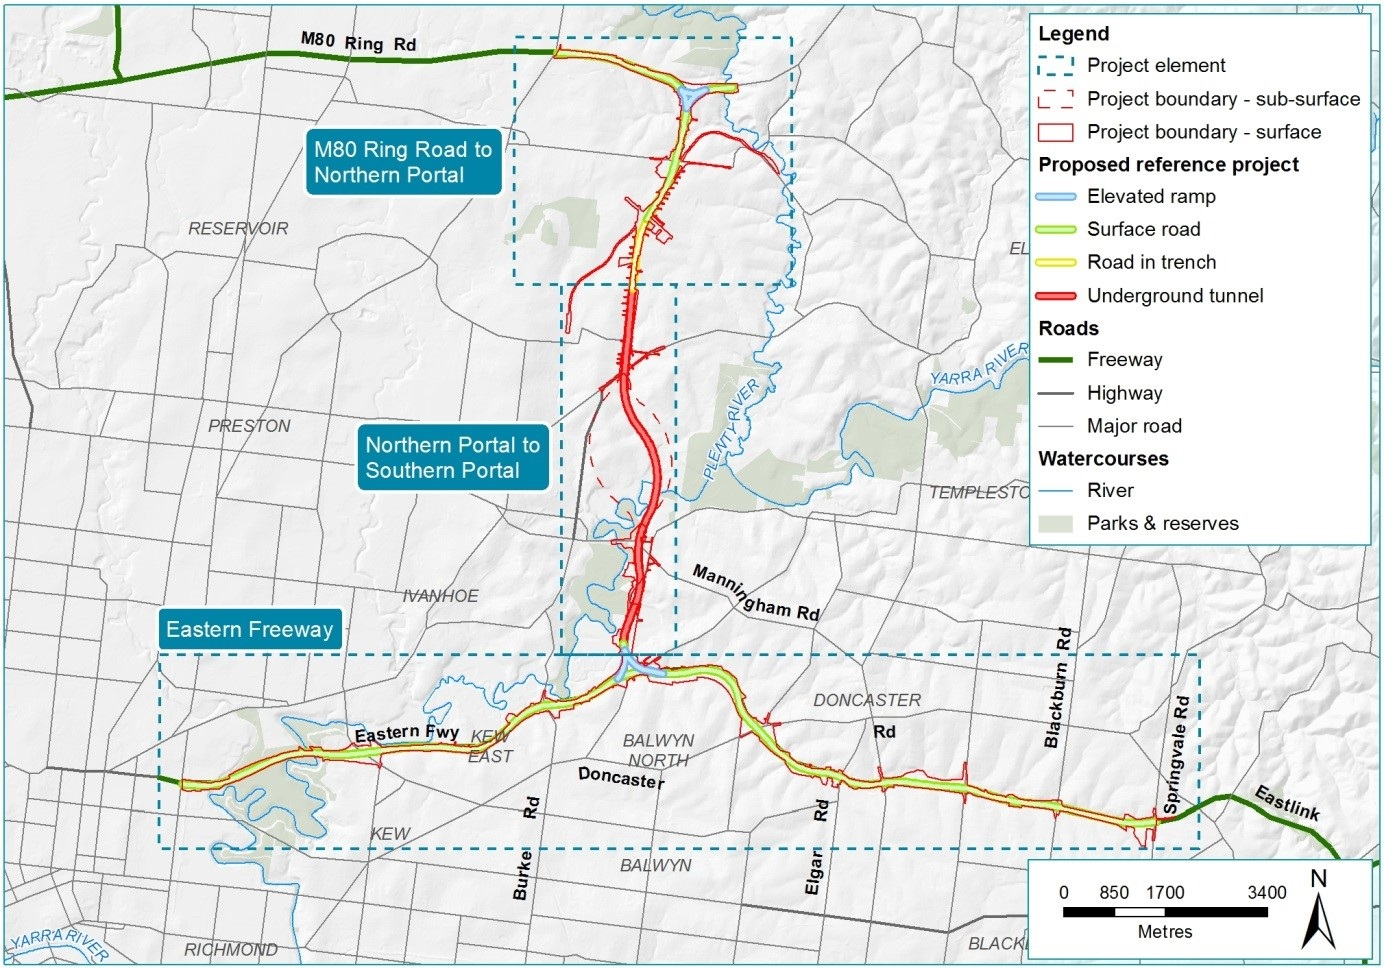 M80 Ring Rd
M80 Ring Road to
Northern Portal
RESERVOIR
PRESTON
Northern Portal to
Southern Portal
PLENTY RIVER
YARRA RIVER
EL
TEMPLESTO
IVANHOE
Manningham Rd
Eastern Freeway
Eastern Fwy
KEW
EAST
DONCASTER
BALWYN
NORTH
Doncaster
Rd
Blackburn Rd
Springvale Rd
Eastlink
Burke Rd
Elgar Rd
KEW
BALWYN
RICHMOND
YARRA RIVER
BLACK
Legend
Project element
Project boundary - sub-surface
Project boundary - surface
Proposed reference project
Elevated ramp
Surface road
Road in trench
Underground tunnel
Roads
Freeway
Highway
Major road
Watercourses
River
Parks & reserves
0 850 1700 3400
Metres
N